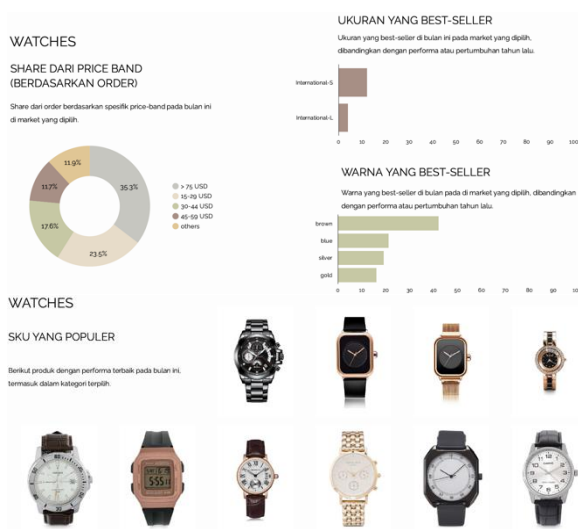 WATCHES
SHARE DARI PRICE BAND
(BERDASARKAN ORDER)
Share dari order berdasarkan spesifik price-band pada bulan ini
di market yang dipilih.
11.9%
11.7%
35.3%
17.6%
23.5%
> 75 USD
15-29 USD
30-44 USD
45-59 USD
others
UKURAN YANG BEST-SELLER
Ukuran yang best-seller di bulan ini pada market yang dipilih,
dibandingkan dengan performa atau pertumbuhan tahun lalu.
International-S
International-L
0 10 20 30 40 50 60 70 80 90 100
WARNA YANG BEST-SELLER
Warna yang best-seller di bulan pada di market yang dipilih, dibandingkan
dengan performa atau pertumbuhan tahun lalu.
brown
blue
silver
gold
0 10 20 30 40 50 60 70 80 90 10
WATCHES
SKU YANG POPULER
Berikut produk dengan performa terbaik pada bulan ini,
termasuk dalam kategori terpilih.